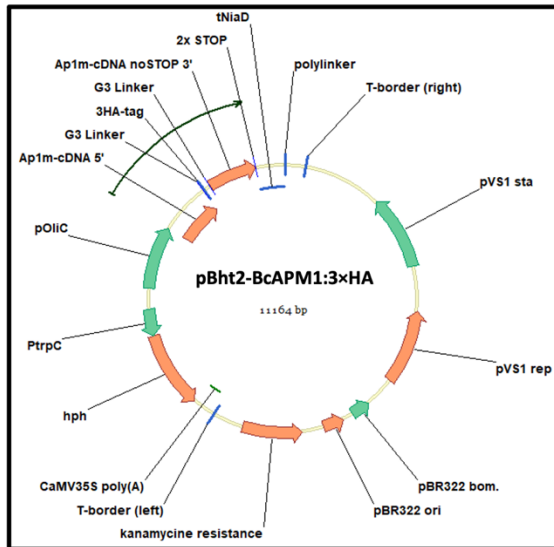 tNiaD
2x STOP
Ap1m-cDNA noSTOP 3'
G3 Linker
3HA-tag
G3 Linker
Ap1m-cDNA 5'
pOliC
PtrpC
hph
CaMV35S poly(A)
T-border (left)
kanamycine resistance
polylinker
T-border (right)
pVS1 sta
pVS1 rep
pBR322 bom.
pBR322 ori
pBht2-BcAPM1:3×HA
11164 bp